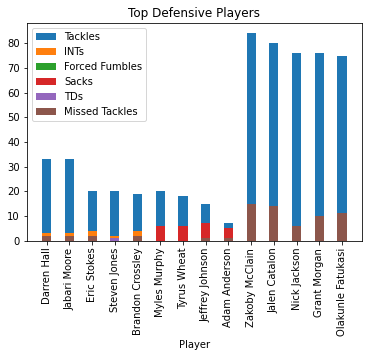 Top Defensive Players
Tackles
INTs
Forced Fumbles
Sacks
TDs
Missed Tackles
80
70
60
50
40
30
20
10
0
Darren Hall
Jabari Moore
Eric Stokes
Steven Jones
Brandon Crossley
Myles Murphy
Tyrus Wheat
Jeffrey Johnson
Adam Anderson
Zakoby McClain
Jalen Catalon
Nick Jackson
Grant Morgan
Olakunle Fatukasi
Player